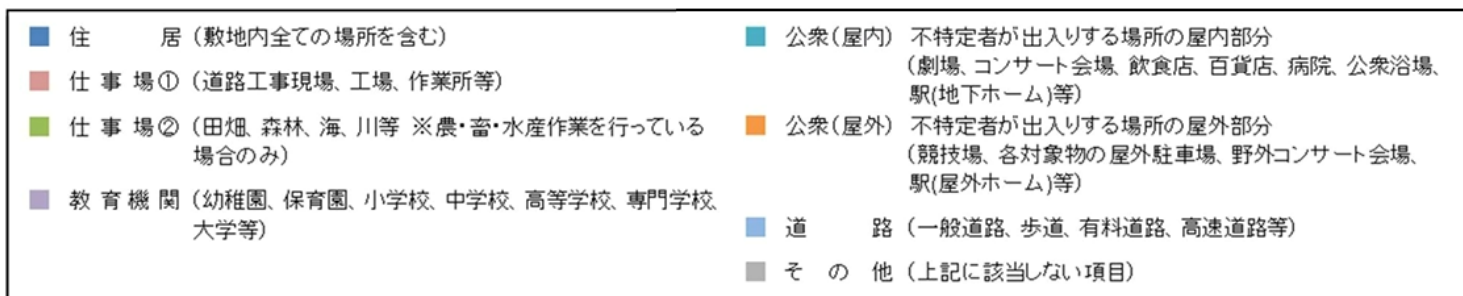 住居（敷地内全ての場所を含む）
仕事場①（道路工事現場、工場、作業所等）
仕事場②（田畑、森林、海、川等 ※農・畜・水産作業を行っている
場合のみ）
教育機関（幼稚園、保育園、小学校、中学校、高等学校、専門学校、
大学等）
公衆（屋内） 不特定者が出入りする場所の屋内部分
（劇場、コンサート会場、飲食店、百貨店、病院、公衆浴場、
駅(地下ホーム)等）
公衆（屋外） 不特定者が出入りする場所の屋外部分
（競技場、各対象物の屋外駐車場、野外コンサート会場、
駅(屋外ホーム)等）
道路（一般道路、歩道、有料道路、高速道路等）
その他（上記に該当しない項目）